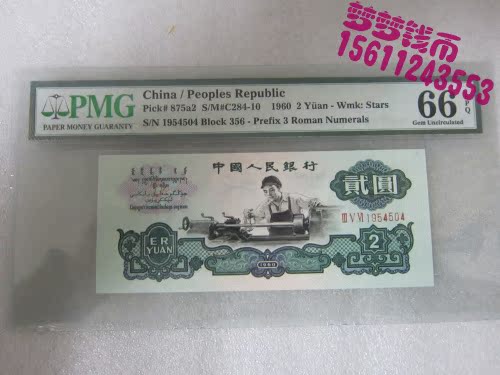 梦梦钱币
15611243553
PMG
PAPER MONEY GUARANTY
China / Peoples Republic
Pick# 875a2 S/M#C284-10 1960 2 Yüan - Wmk: Stars
S/N 1954504 Block 356 - Prefix 3 Roman Numerals
66 EPQ
Gem Uncirculated
中國人民銀行
貳圓
III V VI 1954504
ER
YUAN
2
1960